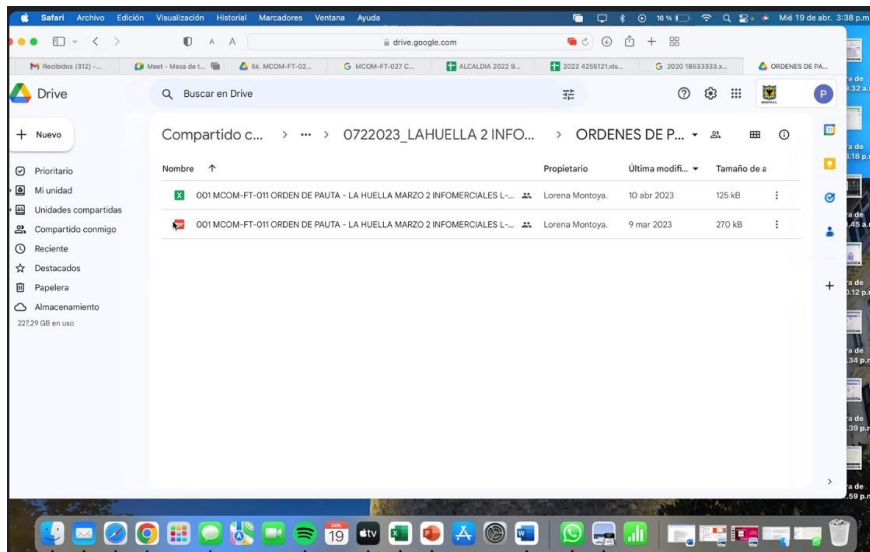 Safari Archivo Edición Visualización Historial Marcadores Ventana Ayuda 16 % Mié 19 de abr. 3:38 p.m
A A drive.google.com
Recibidos (312) -... Meet - Mesa de t... 5k. MCOM-FT-02... MCOM-FT-027 C... ALCALDIA 2022 9... 2022 4256121.xls... 2020 18533333.x... ORDENES DE PA...
Drive Buscar en Drive P
Nuevo Compartido c... > ... > 0722023_LAHUELLA 2 INFO... > ORDENES DE P...
Nombre Propietario Última modifi... Tamaño de a
Prioritario
Mi unidad 001 MCOM-FT-011 ORDEN DE PAUTA - LA HUELLA MARZO 2 INFOMERCIALES L-... Lorena Montoya. 10 abr 2023 125 kB
Unidades compartidas
Compartido conmigo 001 MCOM-FT-011 ORDEN DE PAUTA - LA HUELLA MARZO 2 INFOMERCIALES L-... Lorena Montoya. 9 mar 2023 270 kB
Reciente
Destacados
Papelera
Almacenamiento
227,29 GB en uso
19 tv